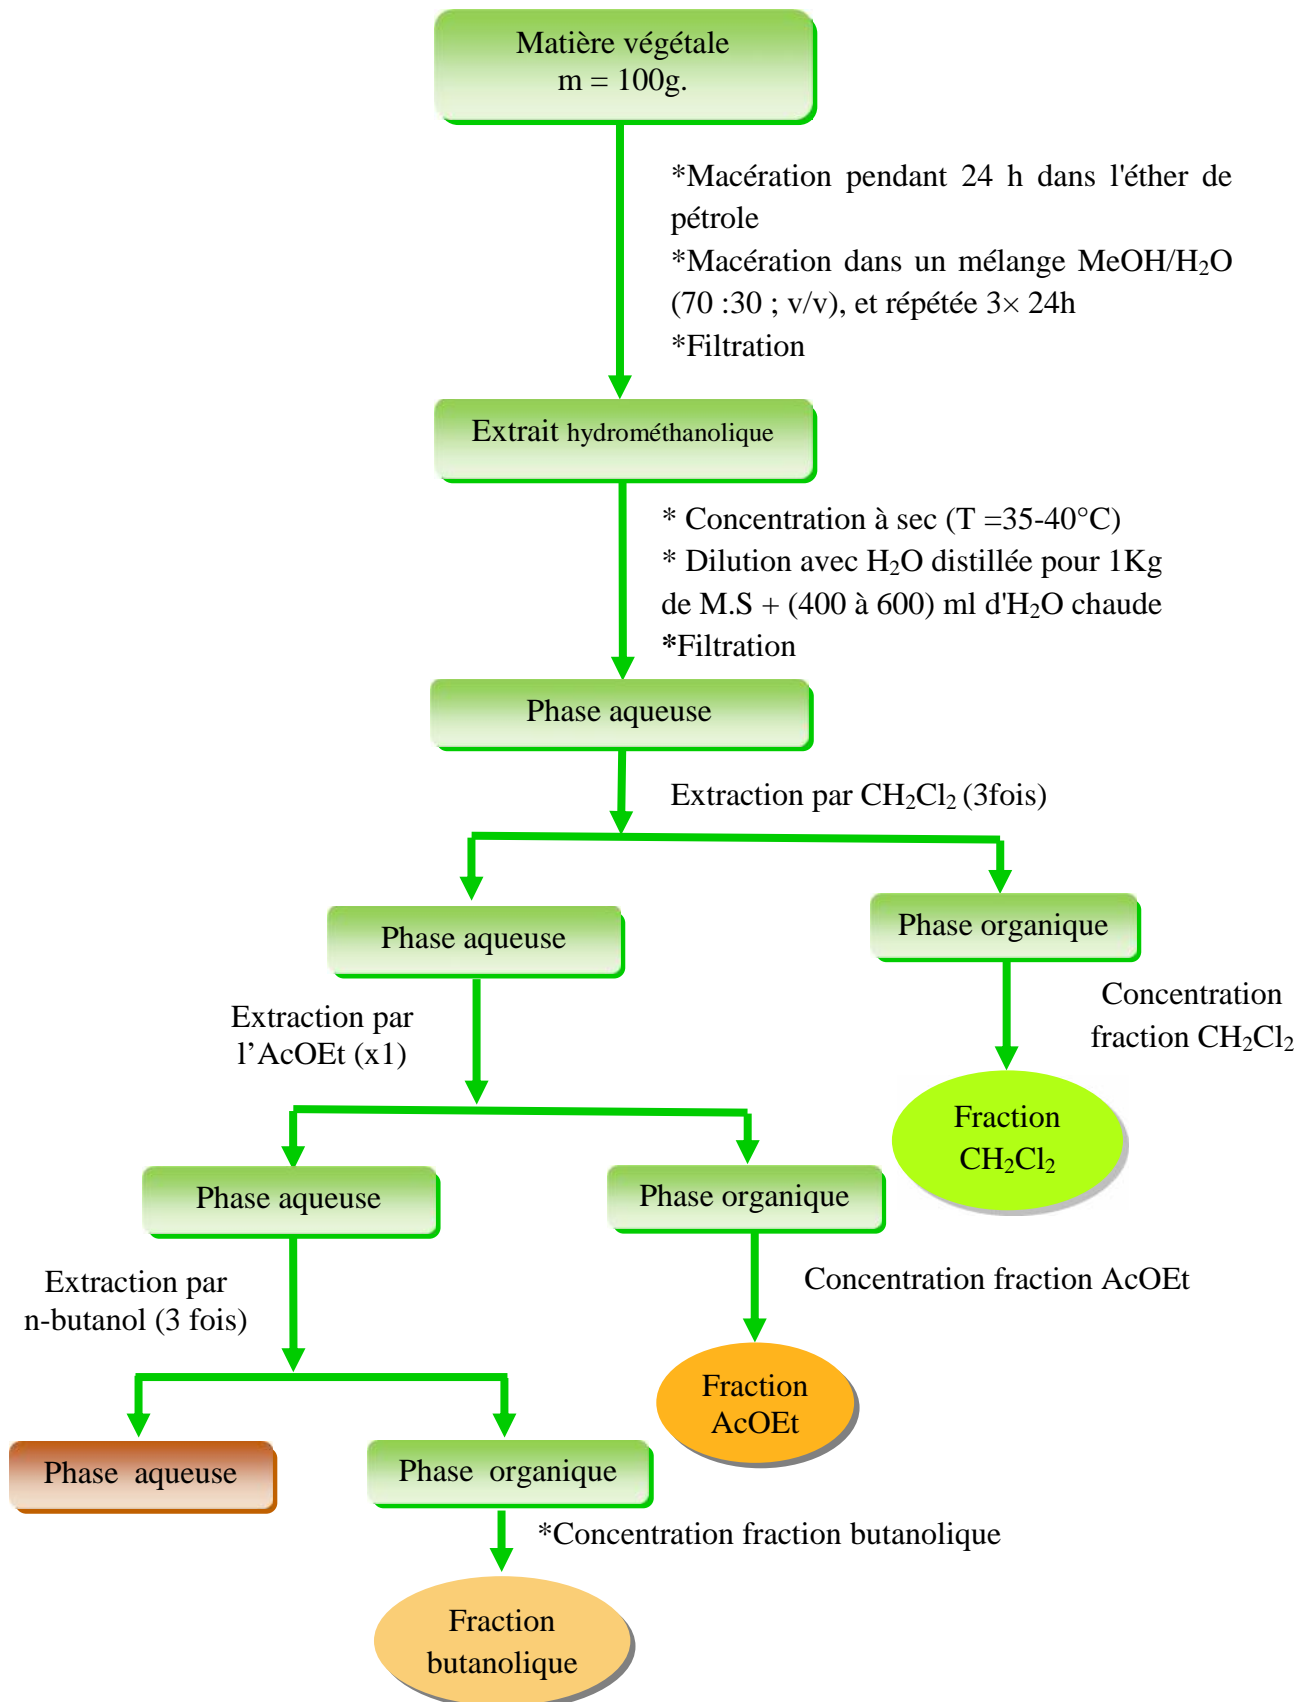 Matière végétale
m = 100g.
*Macération pendant 24 h dans l'éther de
pétrole
*Macération dans un mélange MeOH/H₂O
(70 :30 ; v/v), et répétée 3× 24h
*Filtration
Extrait hydrométhanolique
* Concentration à sec (T =35-40°C)
* Dilution avec H₂O distillée pour 1Kg
de M.S + (400 à 600) ml d'H₂O chaude
*Filtration
Phase aqueuse
Extraction par CH₂Cl₂ (3fois)
Phase aqueuse
Phase organique
Extraction par
l’AcOEt (x1)
Concentration
fraction CH₂Cl₂
Fraction
CH₂Cl₂
Phase aqueuse
Phase organique
Extraction par
n-butanol (3 fois)
Concentration fraction AcOEt
Fraction
AcOEt
Phase aqueuse
Phase organique
*Concentration fraction butanolique
Fraction
butanolique